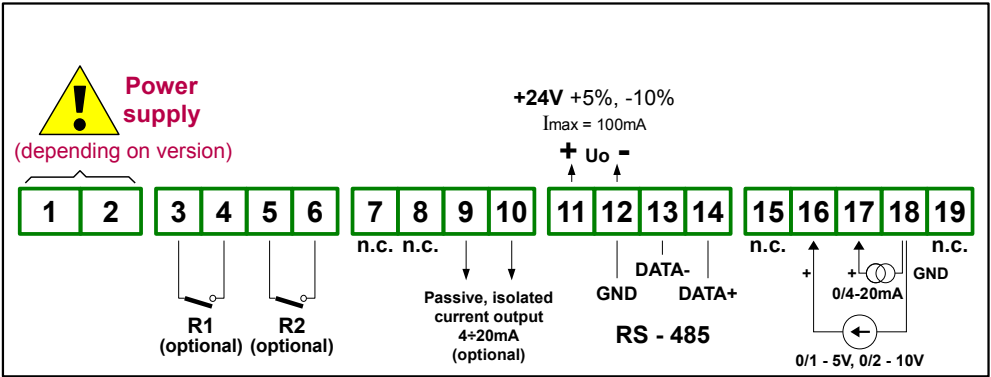 !
Power
supply
(depending on version)
+24V +5%, -10%
Imax = 100mA
+ Uo -
1 2 3 4 5 6 7 8 9 10 11 12 13 14 15 16 17 18 19
n.c. n.c.
n.c.
n.c.
R1
(optional)
R2
(optional)
Passive, isolated
current output
4÷20mA
(optional)
DATA-
GND DATA+
RS - 485
+
+
GND
0/4-20mA
0/1 - 5V, 0/2 - 10V